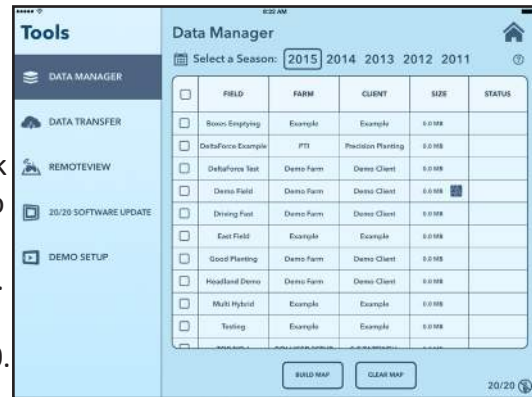 6:20 AM
Tools
Data Manager
Select a Season: 2015 2014 2013 2012 2011
DATA MANAGER
DATA TRANSFER
REMOTEVIEW
20/20 SOFTWARE UPDATE
DEMO SETUP
FIELD FARM CLIENT SIZE STATUS
Boxes Emptying Example Example 0.0 MB
DeltaForce Example PTI Precision Planting 0.0 MB
DeltaForce Test Demo Farm Demo Client 0.0 MB
Demo Field Demo Farm Demo Client 0.0 MB
Driving Fast Demo Farm Demo Client 0.0 MB
East Field Example Example 0.0 MB
Good Planting Demo Farm Demo Client 0.0 MB
Headland Demo Demo Farm Demo Client 0.0 MB
Multi Hybrid Example Example 0.0 MB
Testing Example Example 0.0 MB
BUILD MAP CLEAR MAP
20/20